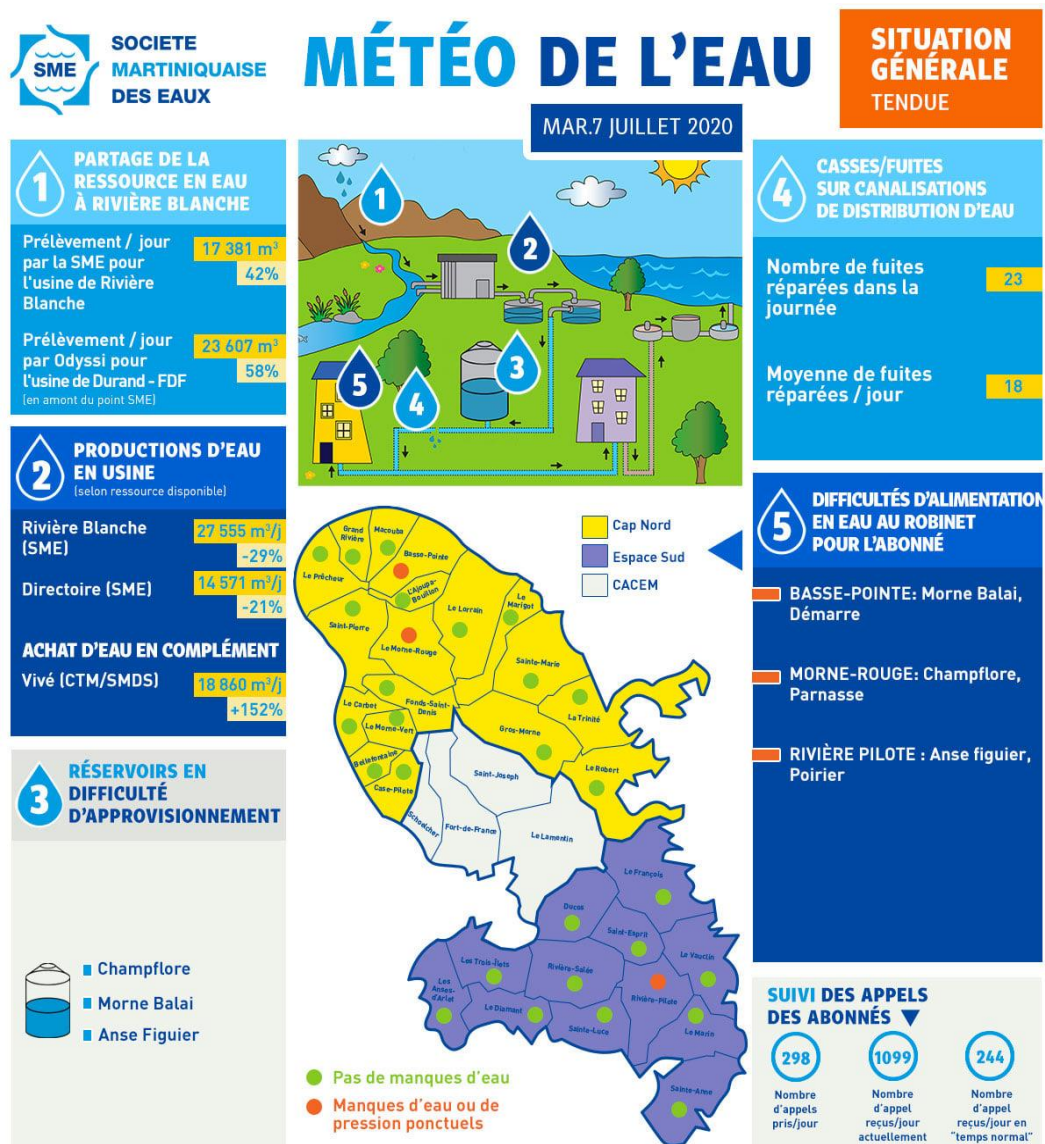 SME
SOCIETE
MARTINIQUAISE
DES EAUX
MÉTÉO DE L'EAU
MAR.7 JUILLET 2020
SITUATION
GÉNÉRALE
TENDUE
1
PARTAGE DE LA
RESSOURCE EN EAU
À RIVIÈRE BLANCHE
Prélèvement / jour
par la SME pour
l'usine de Rivière
Blanche
17 381 m³
42%
Prélèvement / jour
par Odyssi pour
l'usine de Durand - FDF
(en amont du point SME)
23 607 m³
58%
2
PRODUCTIONS D'EAU
EN USINE
(selon ressource disponible)
Rivière Blanche
(SME)
27 555 m³/j
-29%
Directoire (SME)
14 571 m³/j
-21%
ACHAT D'EAU EN COMPLÉMENT
Vivé (CTM/SMDS)
18 860 m³/j
+152%
3
RÉSERVOIRS EN
DIFFICULTÉ
D'APPROVISIONNEMENT
Champflore
Morne Balai
Anse Figuier
1
2
3
4
5
Cap Nord
Espace Sud
CACEM
Grand
Rivière
Macouba
Basse-Pointe
Le Prêcheur
L'Ajoupa-
Bouillon
Le Lorrain
Le
Marigot
Saint-Pierre
Le Morne-Rouge
Sainte-Marie
Fonds-Saint-
Denis
Le Carbet
Le Morne-Vert
La Trinité
Gros-Morne
Bellefontaine
Case-Pilote
Le Robert
Saint-Joseph
Schoelcher
Fort-de-France
Le Lamentin
Le François
Ducos
Saint-Esprit
Le Vauclin
Les Trois-Îlets
Rivière-Salée
Les
Anses-
d'Arlet
Rivière-Pilote
Le Diamant
Sainte-Luce
Le Marin
Sainte-Anne
Pas de manques d'eau
Manques d'eau ou de
pression ponctuels
4
CASSES/FUITES
SUR CANALISATIONS
DE DISTRIBUTION D'EAU
Nombre de fuites
réparées dans la
journée
23
Moyenne de fuites
réparées / jour
18
5
DIFFICULTÉS D'ALIMENTATION
EN EAU AU ROBINET
POUR L'ABONNÉ
BASSE-POINTE: Morne Balai,
Démarre
MORNE-ROUGE: Champflore,
Parnasse
RIVIÈRE PILOTE : Anse figuier,
Poirier
SUIVI DES APPELS
DES ABONNÉS
298
Nombre
d'appels
pris/jour
1099
Nombre
d'appel
reçus/jour
actuellement
244
Nombre
d'appel
reçus/jour en
"temps normal"